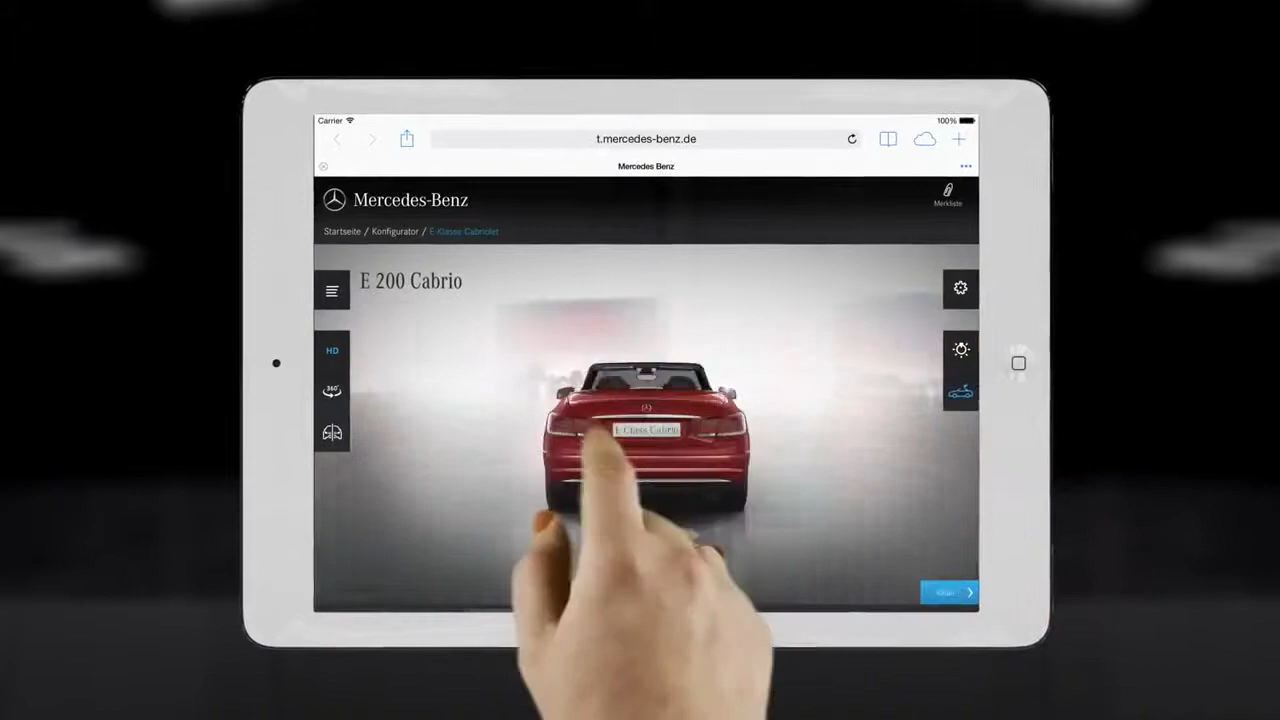 Carrier
100%
t.mercedes-benz.de
Mercedes Benz
Mercedes-Benz
Merkliste
Startseite / Konfigurator / E-Klasse Cabriolet
E 200 Cabrio
HD
360°
E Class Cabrio